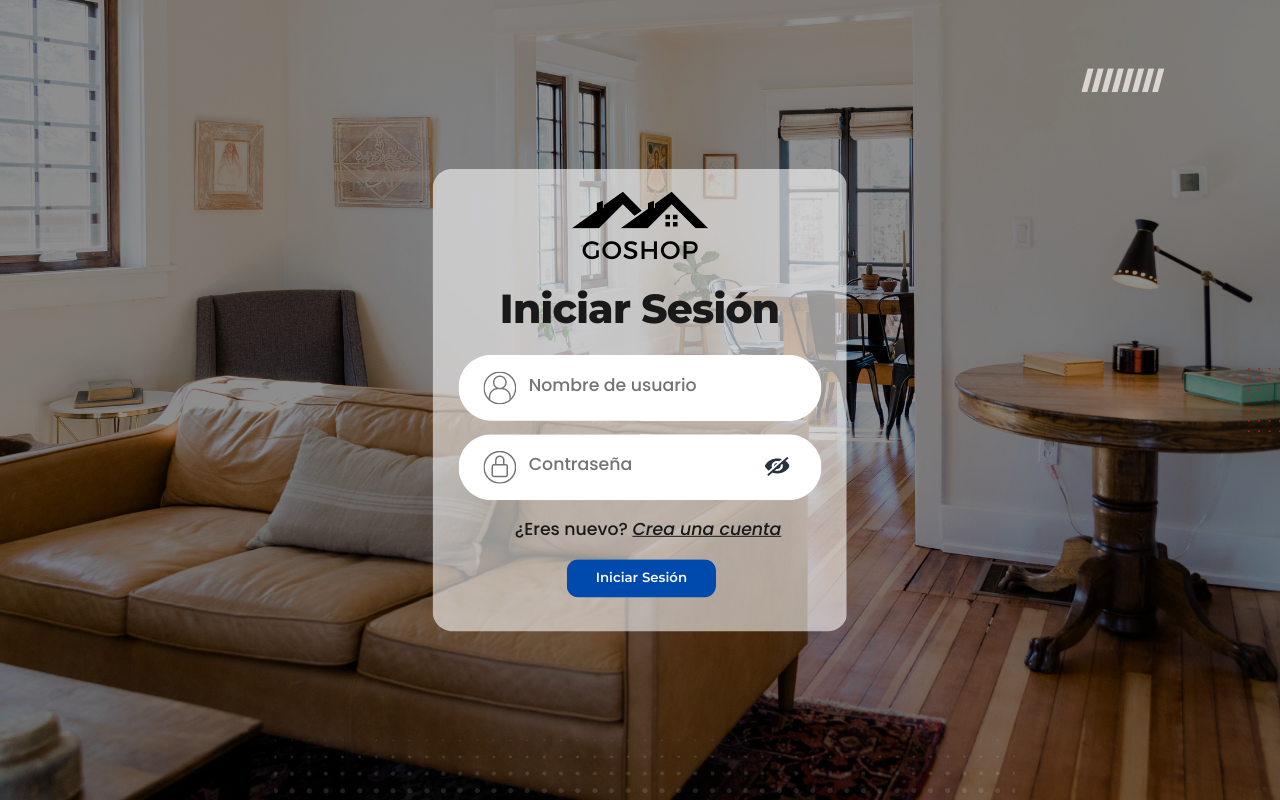 GOSHOP
Iniciar Sesión
Nombre de usuario
Contraseña
¿Eres nuevo? Crea una cuenta
Iniciar Sesión